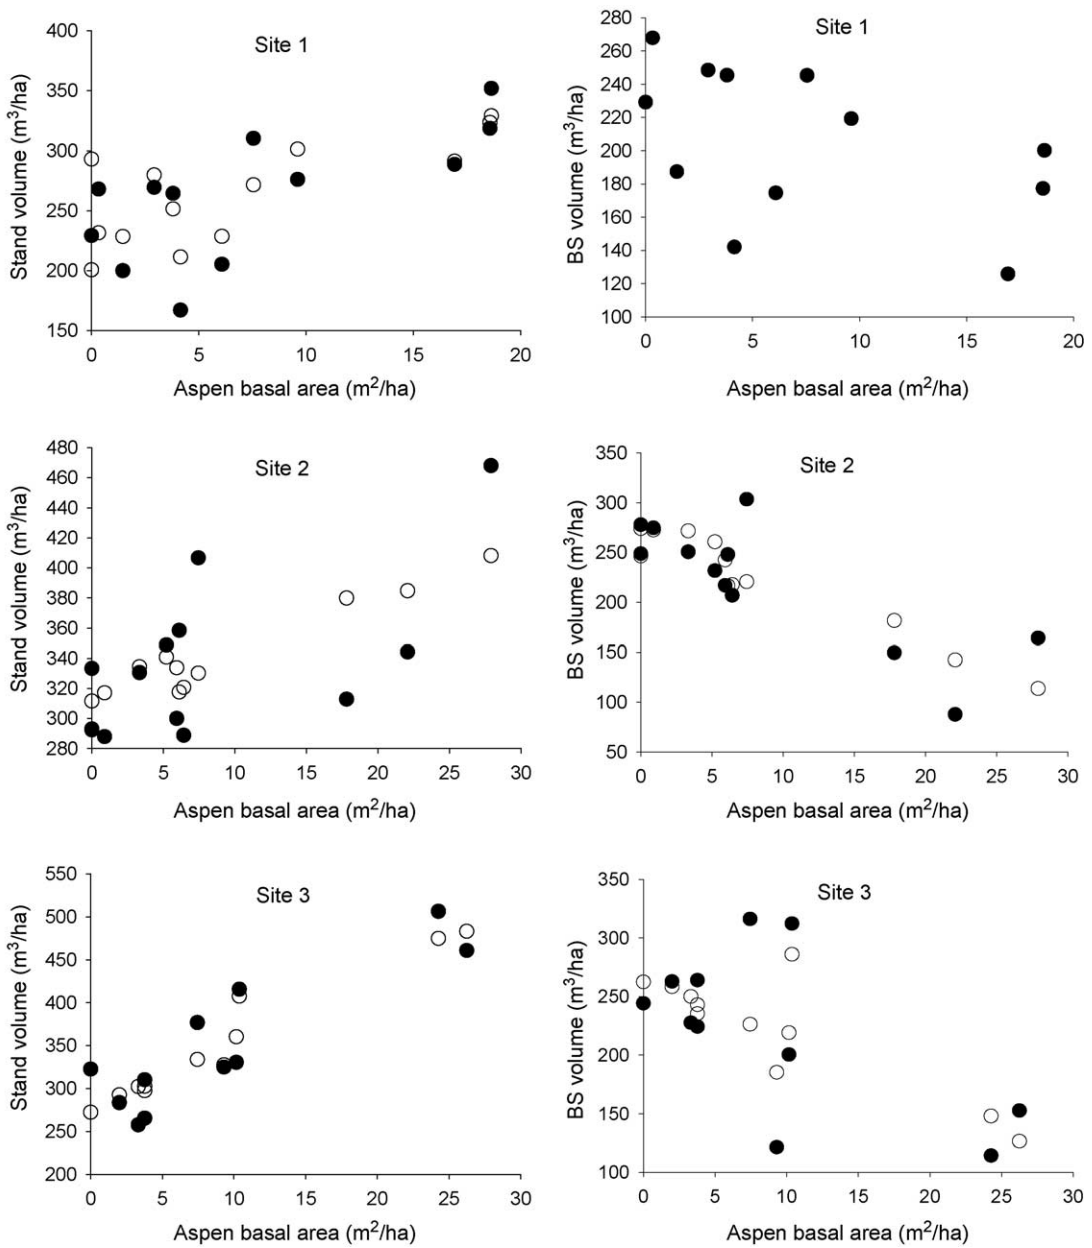 Site 1
Stand volume (m³/ha)
400
350
300
250
200
150
0 5 10 15 20
Aspen basal area (m²/ha)
Site 1
BS volume (m³/ha)
280
260
240
220
200
180
160
140
120
100
0 5 10 15 20
Aspen basal area (m²/ha)
Site 2
Stand volume (m³/ha)
480
460
440
420
400
380
360
340
320
300
280
0 5 10 15 20 25 30
Aspen basal area (m²/ha)
Site 2
BS volume (m³/ha)
350
300
250
200
150
100
50
0 5 10 15 20 25 30
Aspen basal area (m²/ha)
Site 3
Stand volume (m³/ha)
550
500
450
400
350
300
250
200
0 5 10 15 20 25 30
Aspen basal area (m²/ha)
Site 3
BS volume (m³/ha)
350
300
250
200
150
100
0 5 10 15 20 25 30
Aspen basal area (m²/ha)